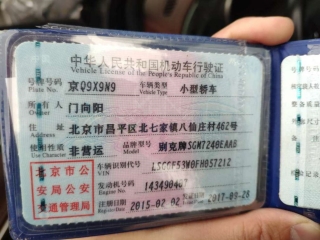 中华人民共和国机动车行驶证
Vehicle License of the People's Republic of China
号牌号码 京Q9X9N9 车辆类型 小型轿车
Plate No. Vehicle Type
所有人 门向阳
Owner
住址 北京市昌平区北七家镇八仙庄村462号
Address
使用性质 非营运 品牌型号 别克牌SGM7240EAAB
Use Character Model
车辆识别代号
VIN
北京市公安局公安交通管理局
发动机号码
Engine No.
注册日期 2015-02-02 2017-09-28
Register Date